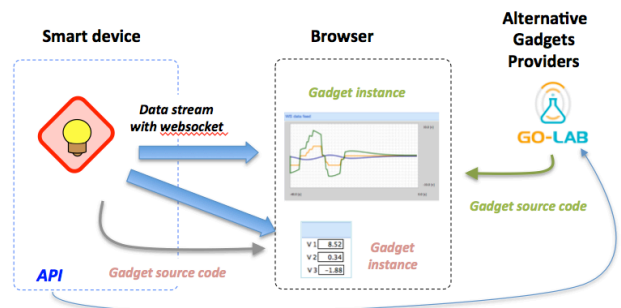 Smart device
Browser
Alternative
Gadgets
Providers
Gadget instance
Data stream
with websocket
GO-LAB
Gadget source code
V 1 8.52
V 2 0.34
V 3 -1.88
Gadget
instance
Gadget source code
API